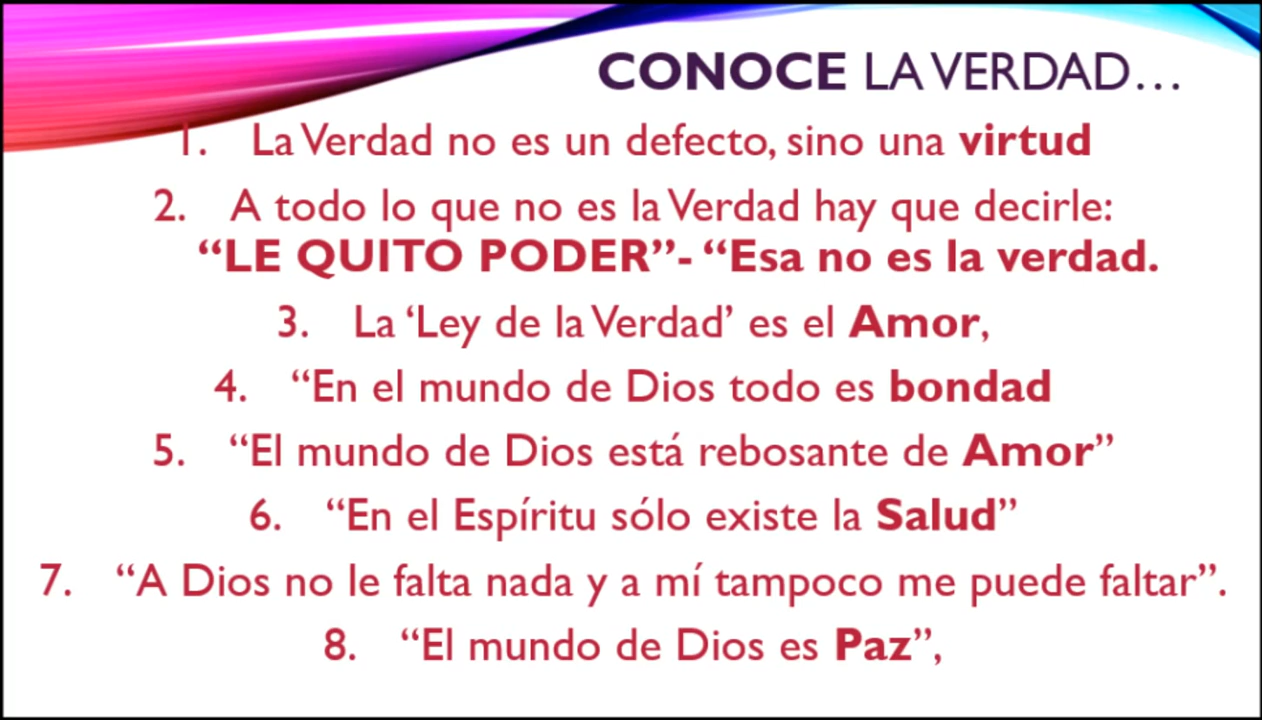 CONOCE LA VERDAD...
1. La Verdad no es un defecto, sino una virtud
2. A todo lo que no es la Verdad hay que decirle:
“LE QUITO PODER”- “Esa no es la verdad.
3. La ‘Ley de la Verdad’ es el Amor,
4. “En el mundo de Dios todo es bondad
5. “El mundo de Dios está rebosante de Amor”
6. “En el Espíritu sólo existe la Salud”
7. “A Dios no le falta nada y a mí tampoco me puede faltar”.
8. “El mundo de Dios es Paz”,